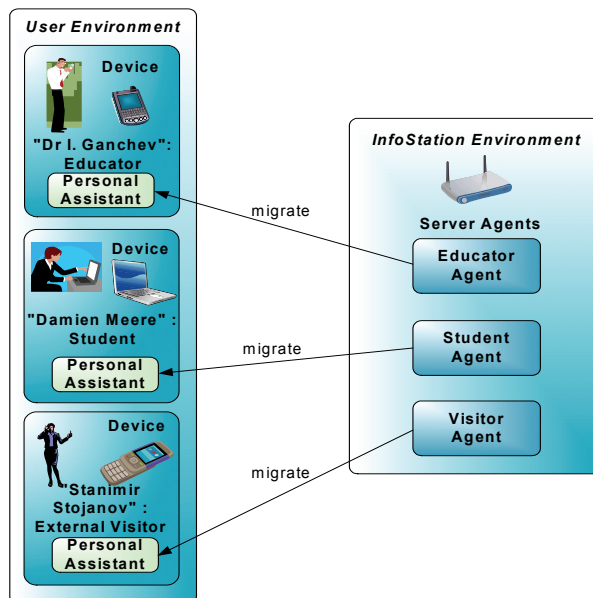 User Environment
Device
"Dr I. Ganchev":
Educator
Personal
Assistant
Device
"Damien Meere" :
Student
Personal
Assistant
Device
"Stanimir
Stojanov" :
External Visitor
Personal
Assistant
migrate
migrate
migrate
InfoStation Environment
Server Agents
Educator
Agent
Student
Agent
Visitor
Agent